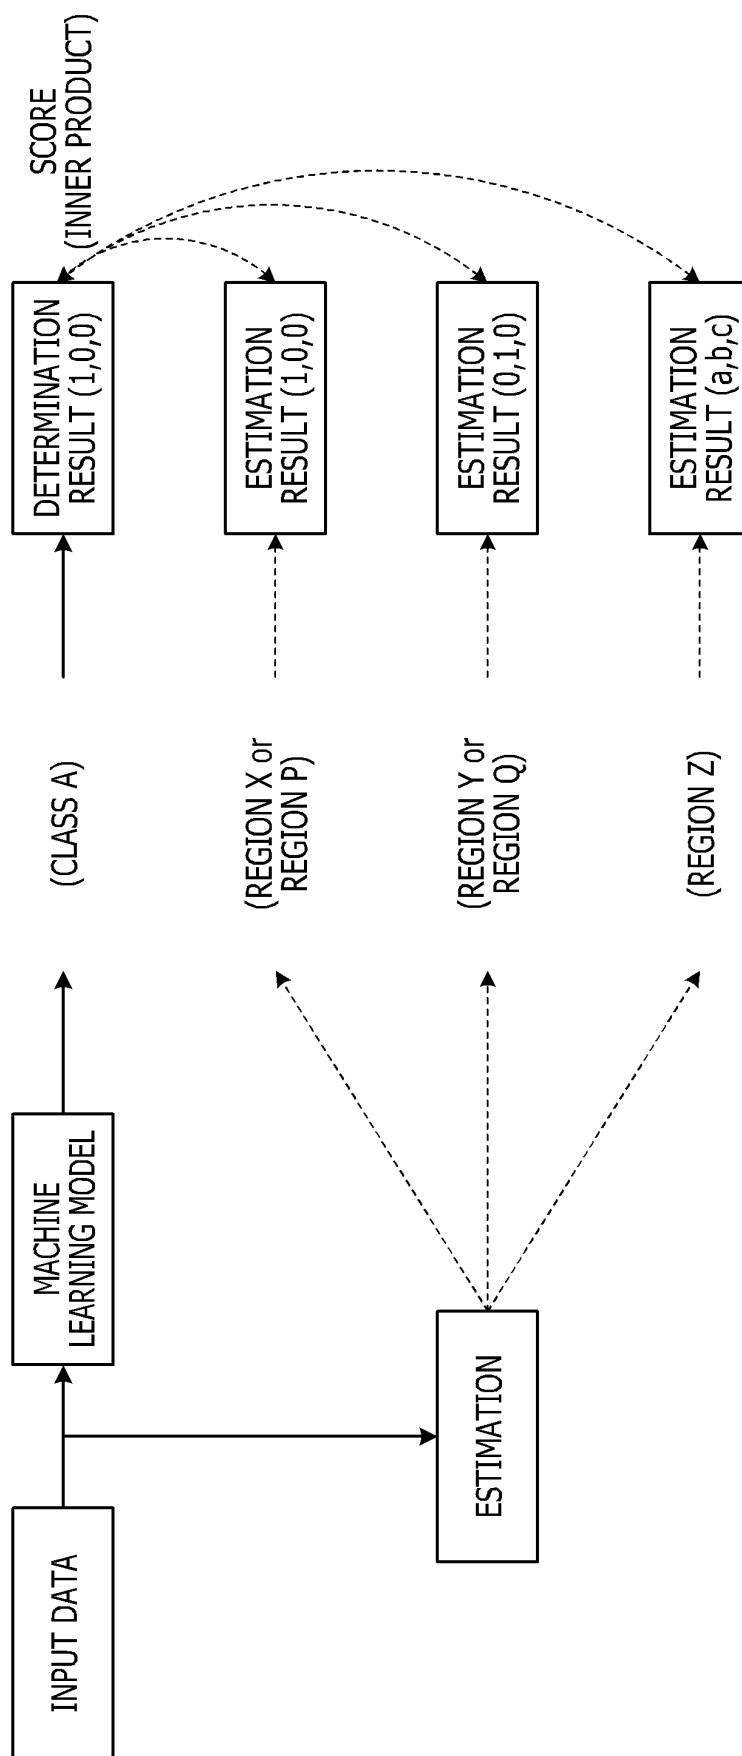 INPUT DATA
MACHINE
LEARNING MODEL
(CLASS A)
DETERMINATION
RESULT (1,0,0)
SCORE
(INNER PRODUCT)
ESTIMATION
(REGION X or
REGION P)
ESTIMATION
RESULT (1,0,0)
(REGION Y or
REGION Q)
ESTIMATION
RESULT (0,1,0)
(REGION Z)
ESTIMATION
RESULT (a,b,c)